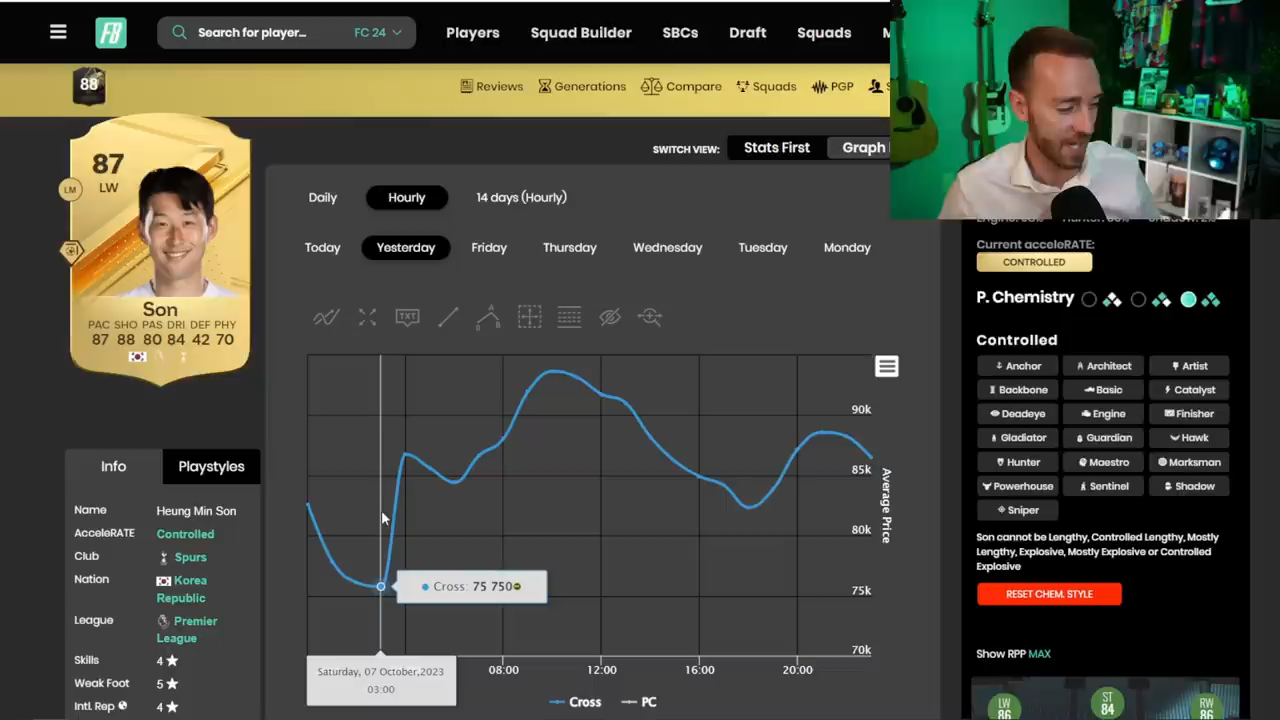 FB
Search for player...
FC 24
Players
Squad Builder
SBCs
Draft
Squads
M
88
Reviews
Generations
Compare
Squads
PGP
S
SWITCH VIEW:
Stats First
Graph
87
LW
LM
Son
PAC SHO PAS DRI DEF PHY
87 88 80 84 42 70
Daily
Hourly
14 days (Hourly)
Today
Yesterday
Friday
Thursday
Wednesday
Tuesday
Monday
TXT
90k
85k
80k
75k
70k
Average Price
Cross: 75 750
Saturday, 07 October,2023
03:00
08:00
12:00
16:00
20:00
Cross
PC
Info
Playstyles
Name
Heung Min Son
AcceleRATE
Controlled
Club
Spurs
Nation
Korea
Republic
League
Premier
League
Skills
4
Weak Foot
5
Intl. Rep
4
Current acceleRATE:
CONTROLLED
P. Chemistry
Controlled
Anchor
Architect
Artist
Backbone
Basic
Catalyst
Deadeye
Engine
Finisher
Gladiator
Guardian
Hawk
Hunter
Maestro
Marksman
Powerhouse
Sentinel
Shadow
Sniper
Son cannot be Lengthy, Controlled Lengthy, Mostly
Lengthy, Explosive, Mostly Explosive or Controlled
Explosive
RESET CHEM. STYLE
Show RPP MAX
LW
86
ST
84
RW
86